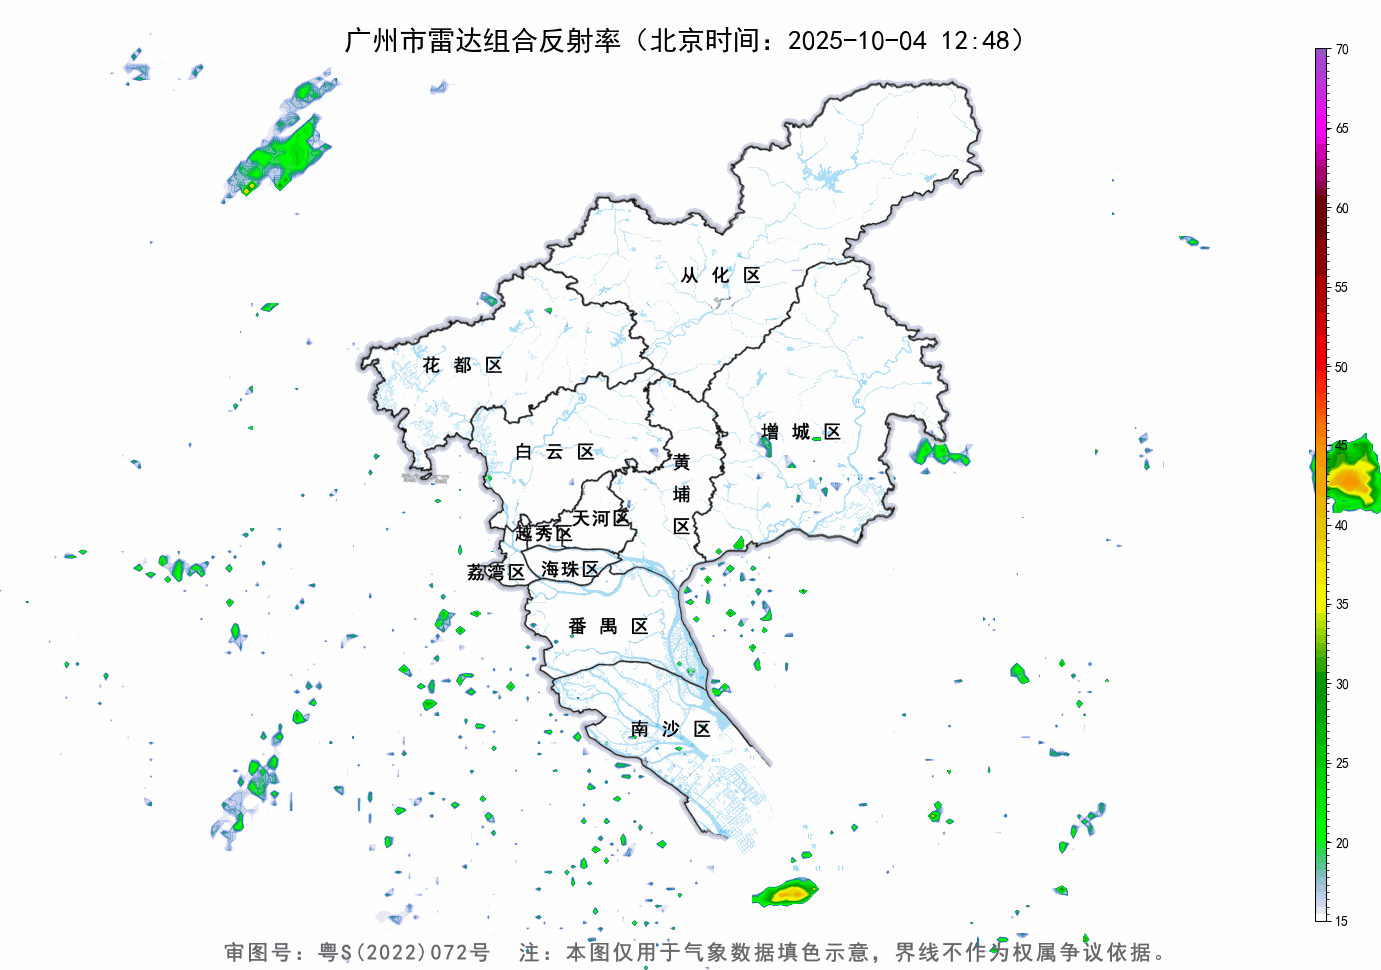 广州市雷达组合反射率（北京时间：2025-10-04 12:48）
70
65
60
55
50
45
40
35
30
25
20
15
从化区
花都区
增城区
白云区
黄埔区
天河区
越秀区
荔湾区
海珠区
番禺区
南沙区
审图号：粤S(2022)072号 注：本图仅用于气象数据填色示意，界线不作为权属争议依据。